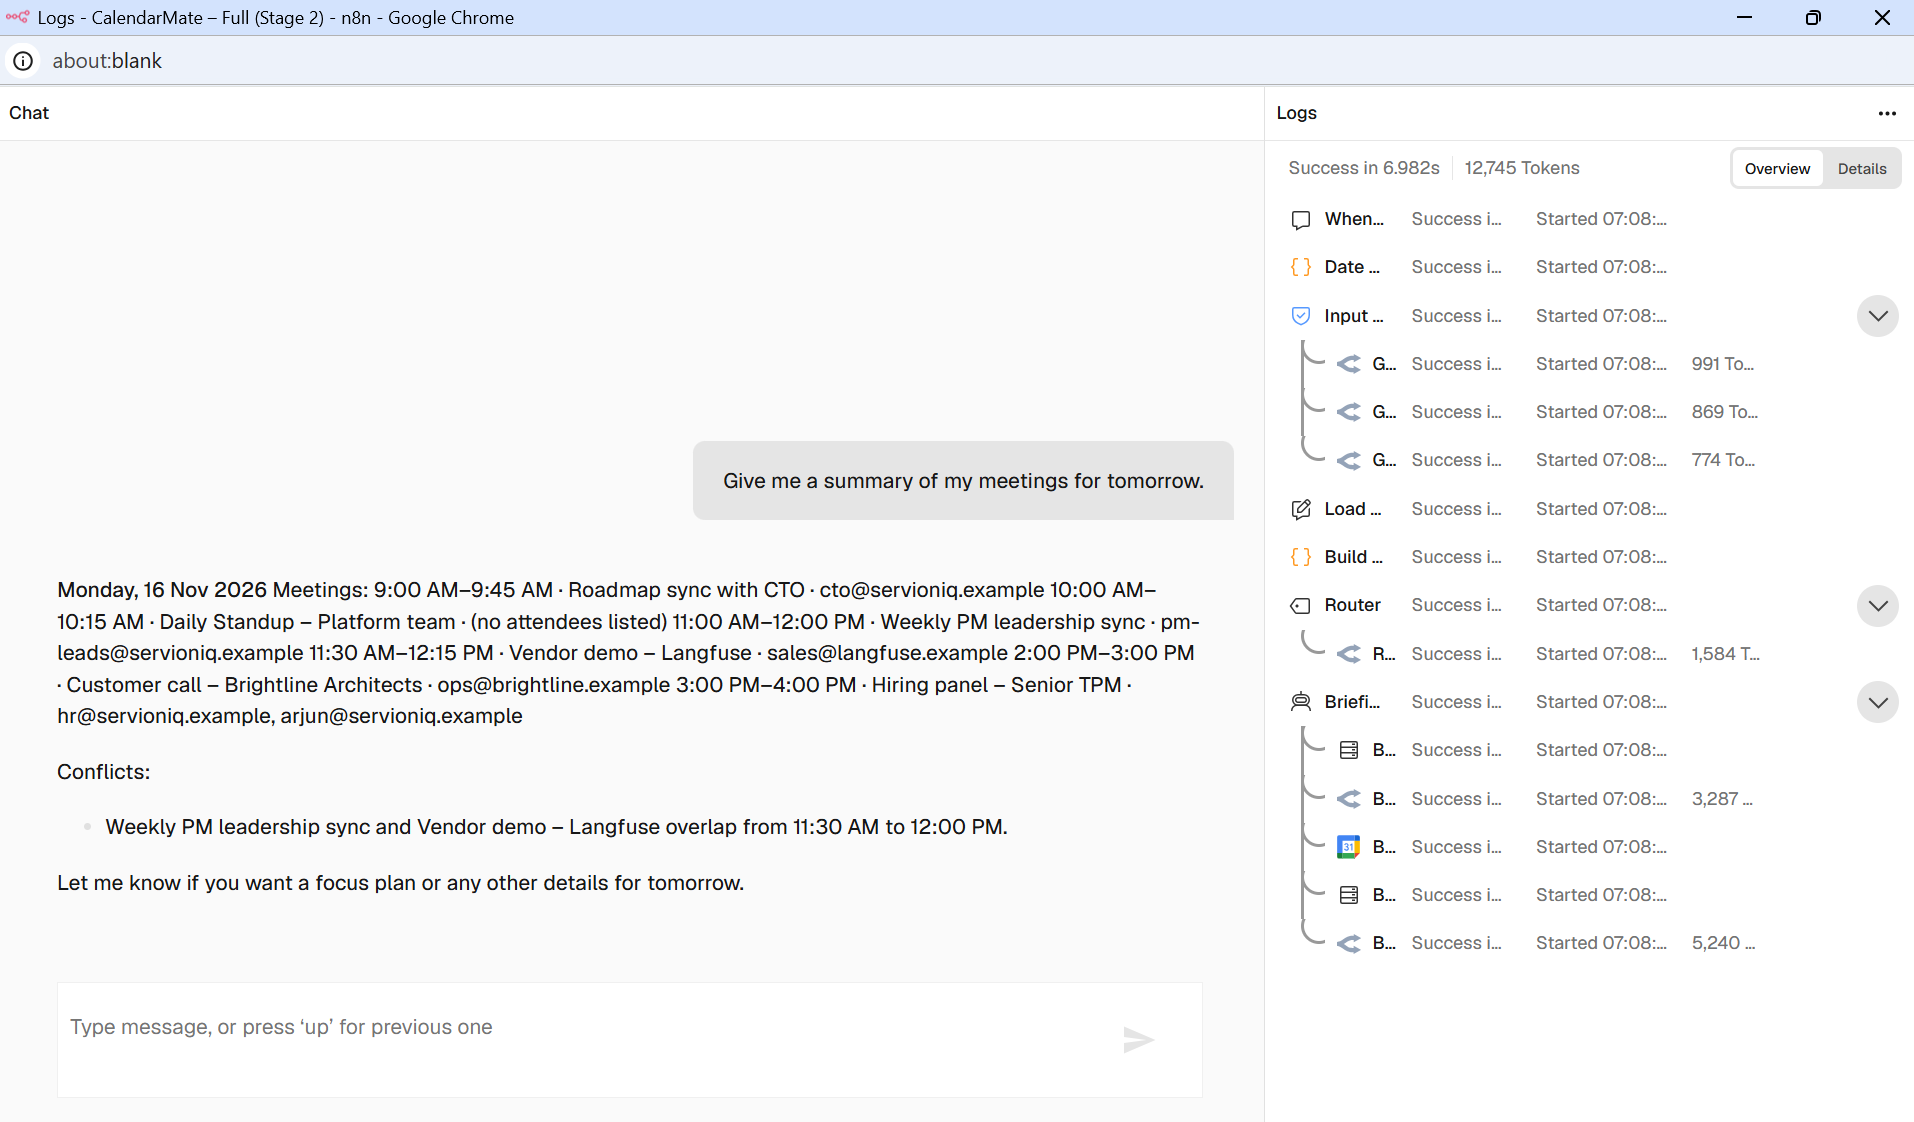 Logs - CalendarMate – Full (Stage 2) - n8n - Google Chrome
about:blank
Chat
Give me a summary of my meetings for tomorrow.
Monday, 16 Nov 2026 Meetings: 9:00 AM–9:45 AM · Roadmap sync with CTO · cto@servioniq.example 10:00 AM–
10:15 AM · Daily Standup – Platform team · (no attendees listed) 11:00 AM–12:00 PM · Weekly PM leadership sync · pm-
leads@servioniq.example 11:30 AM–12:15 PM · Vendor demo – Langfuse · sales@langfuse.example 2:00 PM–3:00 PM
· Customer call – Brightline Architects · ops@brightline.example 3:00 PM–4:00 PM · Hiring panel – Senior TPM ·
hr@servioniq.example, arjun@servioniq.example
Conflicts:
Weekly PM leadership sync and Vendor demo – Langfuse overlap from 11:30 AM to 12:00 PM.
Let me know if you want a focus plan or any other details for tomorrow.
Type message, or press ‘up’ for previous one
Logs
Success in 6.982s 12,745 Tokens Overview Details
When... Success i... Started 07:08:...
Date ... Success i... Started 07:08:...
Input ... Success i... Started 07:08:...
G... Success i... Started 07:08:... 991 To...
G... Success i... Started 07:08:... 869 To...
G... Success i... Started 07:08:... 774 To...
Load ... Success i... Started 07:08:...
Build ... Success i... Started 07:08:...
Router Success i... Started 07:08:...
R... Success i... Started 07:08:... 1,584 T...
Briefi... Success i... Started 07:08:...
B... Success i... Started 07:08:...
B... Success i... Started 07:08:... 3,287 ...
31 B... Success i... Started 07:08:...
B... Success i... Started 07:08:...
B... Success i... Started 07:08:... 5,240 ...